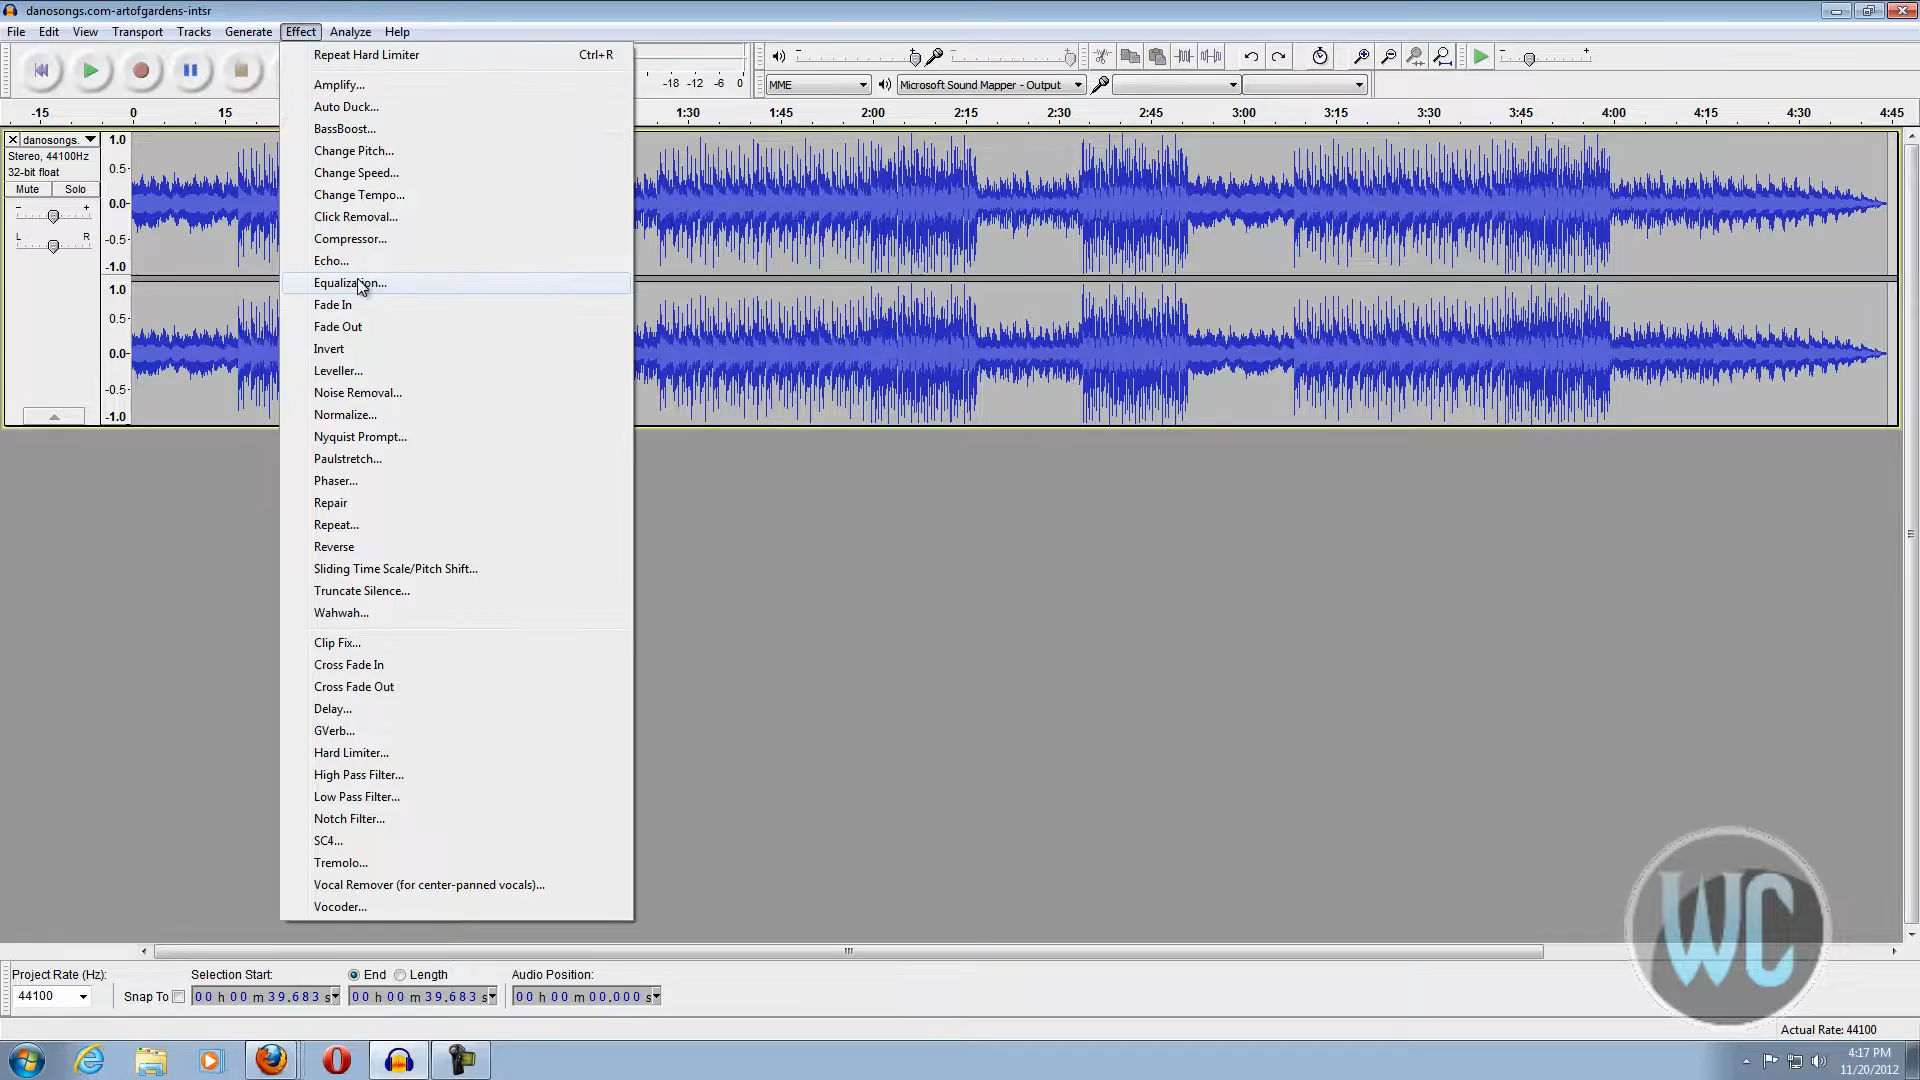 danosongs.com-artofgardens-intsr
File Edit View Transport Tracks Generate Effect Analyze Help
Repeat Hard Limiter Ctrl+R
Amplify...
Auto Duck...
BassBoost...
Change Pitch...
Change Speed...
Change Tempo...
Click Removal...
Compressor...
Echo...
Equalization...
Fade In
Fade Out
Invert
Leveller...
Noise Removal...
Normalize...
Nyquist Prompt...
Paulstretch...
Phaser...
Repair
Repeat...
Reverse
Sliding Time Scale/Pitch Shift...
Truncate Silence...
Wahwah...
Clip Fix...
Cross Fade In
Cross Fade Out
Delay...
GVerb...
Hard Limiter...
High Pass Filter...
Low Pass Filter...
Notch Filter...
SC4...
Tremolo...
Vocal Remover (for center-panned vocals)...
Vocoder...
-18 -12 -6 0
MME Microsoft Sound Mapper - Output
-15 0 15 1:30 1:45 2:00 2:15 2:30 2:45 3:00 3:15 3:30 3:45 4:00 4:15 4:30 4:45
danosongs.
Stereo, 44100Hz
32-bit float
Mute Solo
- +
L R
1.0
0.5-
0.0-
-0.5-
-1.0
1.0
0.5-
0.0-
-0.5-
-1.0
WC
Project Rate (Hz): Selection Start: End Length Audio Position:
44100 Snap To 00 h 00 m 39.683 s 00 h 00 m 39.683 s 00 h 00 m 00.000 s
Actual Rate: 44100
4:17 PM
11/20/2012